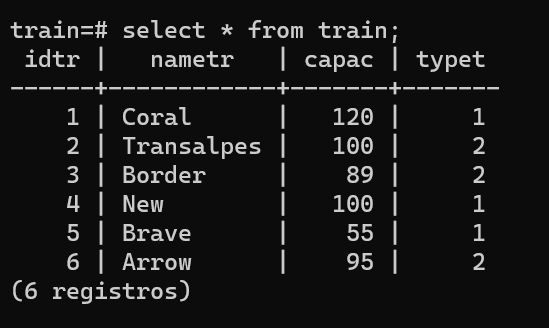 train=# select * from train;
 idtr |   nametr   | capac | typet
------+------------+-------+-------
    1 | Coral      |   120 |     1
    2 | Transalpes |   100 |     2
    3 | Border     |    89 |     2
    4 | New        |   100 |     1
    5 | Brave      |    55 |     1
    6 | Arrow      |    95 |     2
(6 registros)